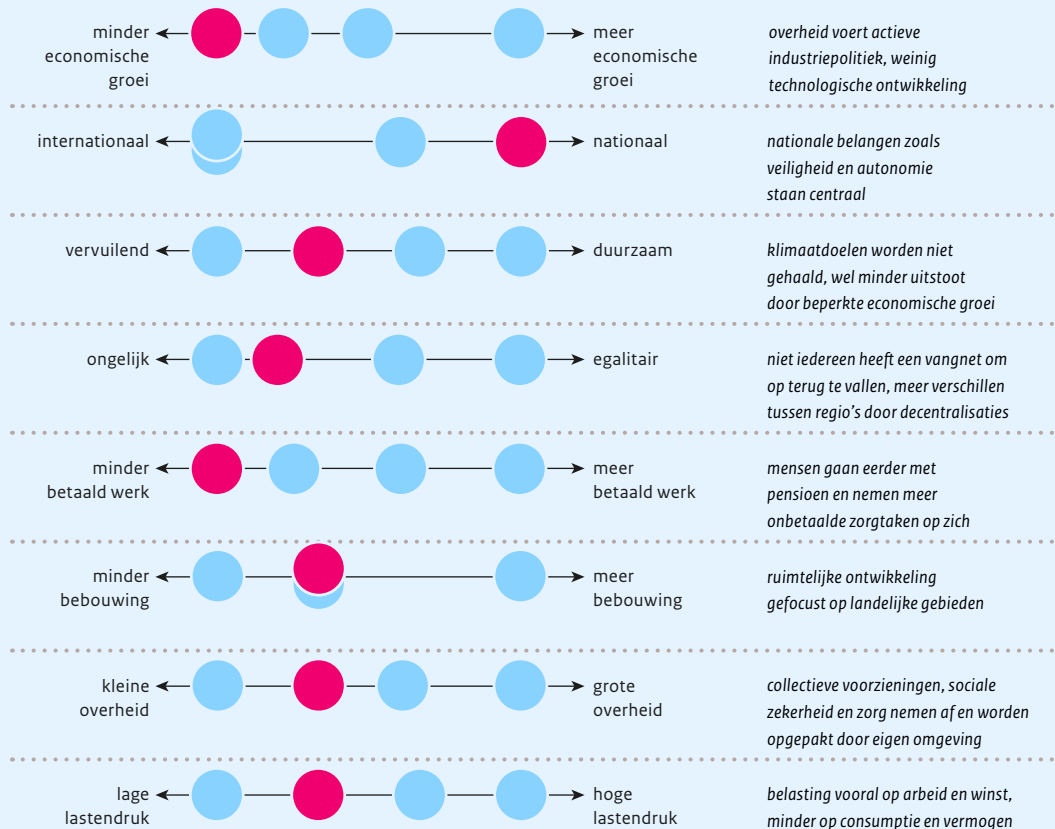 minder
economische
groei
meer
economische
groei
overheid voert actieve
industriepolitiek, weinig
technologische ontwikkeling
internationaal
nationaal
nationale belangen zoals
veiligheid en autonomie
staan centraal
vervuilend
duurzaam
klimaatdoelen worden niet
gehaald, wel minder uitstoot
door beperkte economische groei
ongelijk
egalitair
niet iedereen heeft een vangnet om
op terug te vallen, meer verschillen
tussen regio's door decentralisaties
minder
betaald werk
meer
betaald werk
mensen gaan eerder met
pensioen en nemen meer
onbetaalde zorgtaken op zich
minder
bebouwing
meer
bebouwing
ruimtelijke ontwikkeling
gefocust op landelijke gebieden
kleine
overheid
grote
overheid
collectieve voorzieningen, sociale
zekerheid en zorg nemen af en worden
opgepakt door eigen omgeving
lage
lastendruk
hoge
lastendruk
belasting vooral op arbeid en winst,
minder op consumptie en vermogen